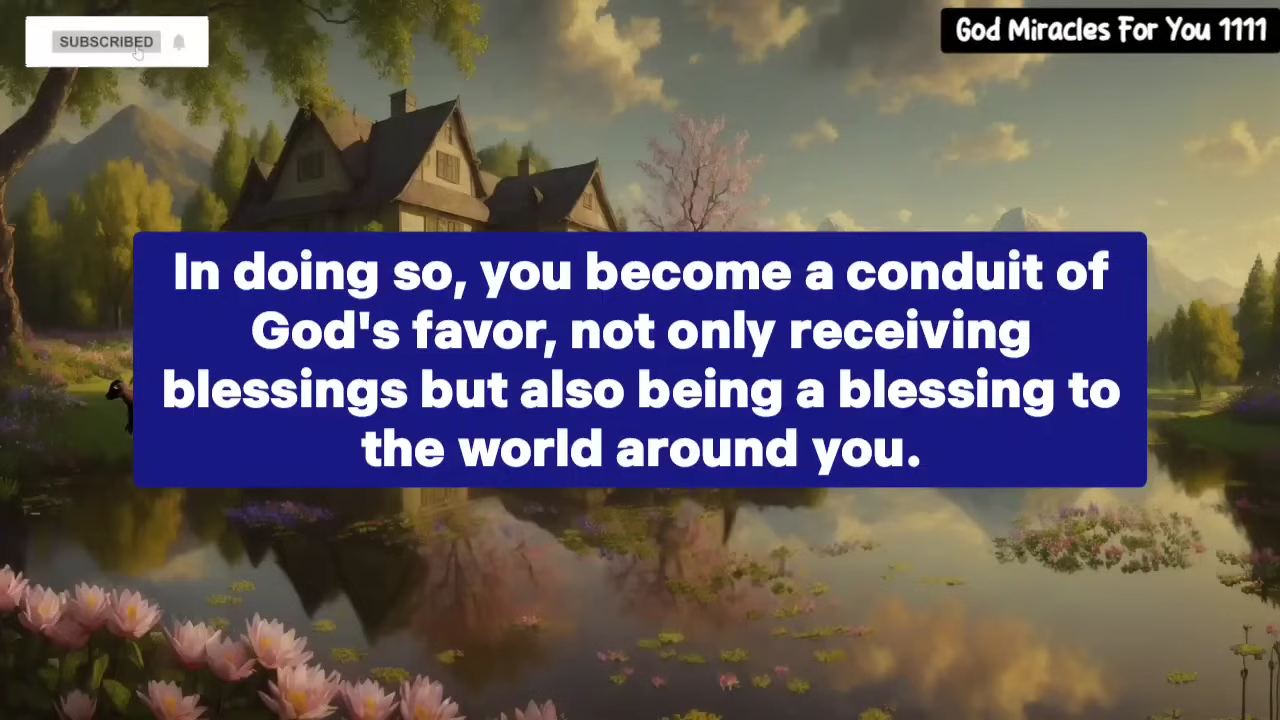 SUBSCRIBED
God Miracles For You 1111
In doing so, you become a conduit of
God's favor, not only receiving
blessings but also being a blessing to
the world around you.